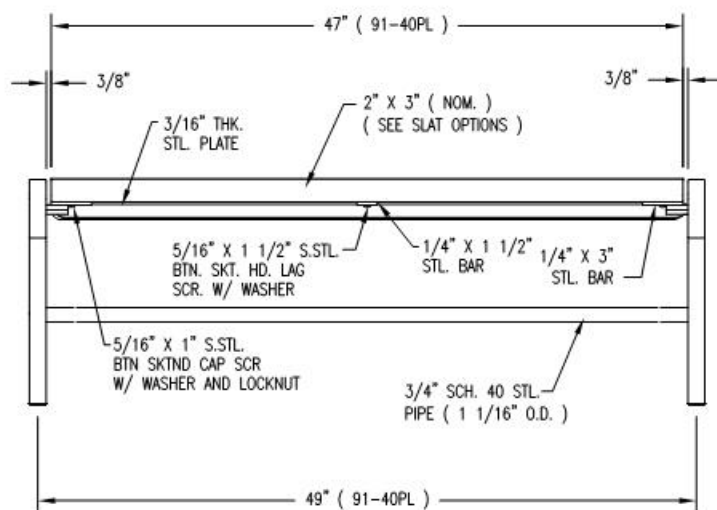 47" ( 91-40PL )
3/8"
3/8"
2" X 3" ( NOM. )
( SEE SLAT OPTIONS )
3/16" THK.
STL. PLATE
5/16" X 1 1/2" S.STL.
BTN. SKT. HD. LAG
SCR. W/ WASHER
1/4" X 1 1/2"
STL. BAR
1/4" X 3"
STL. BAR
5/16" X 1" S.STL.
BTN SKTND CAP SCR
W/ WASHER AND LOCKNUT
3/4" SCH. 40 STL.
PIPE ( 1 1/16" O.D. )
49" ( 91-40PL )